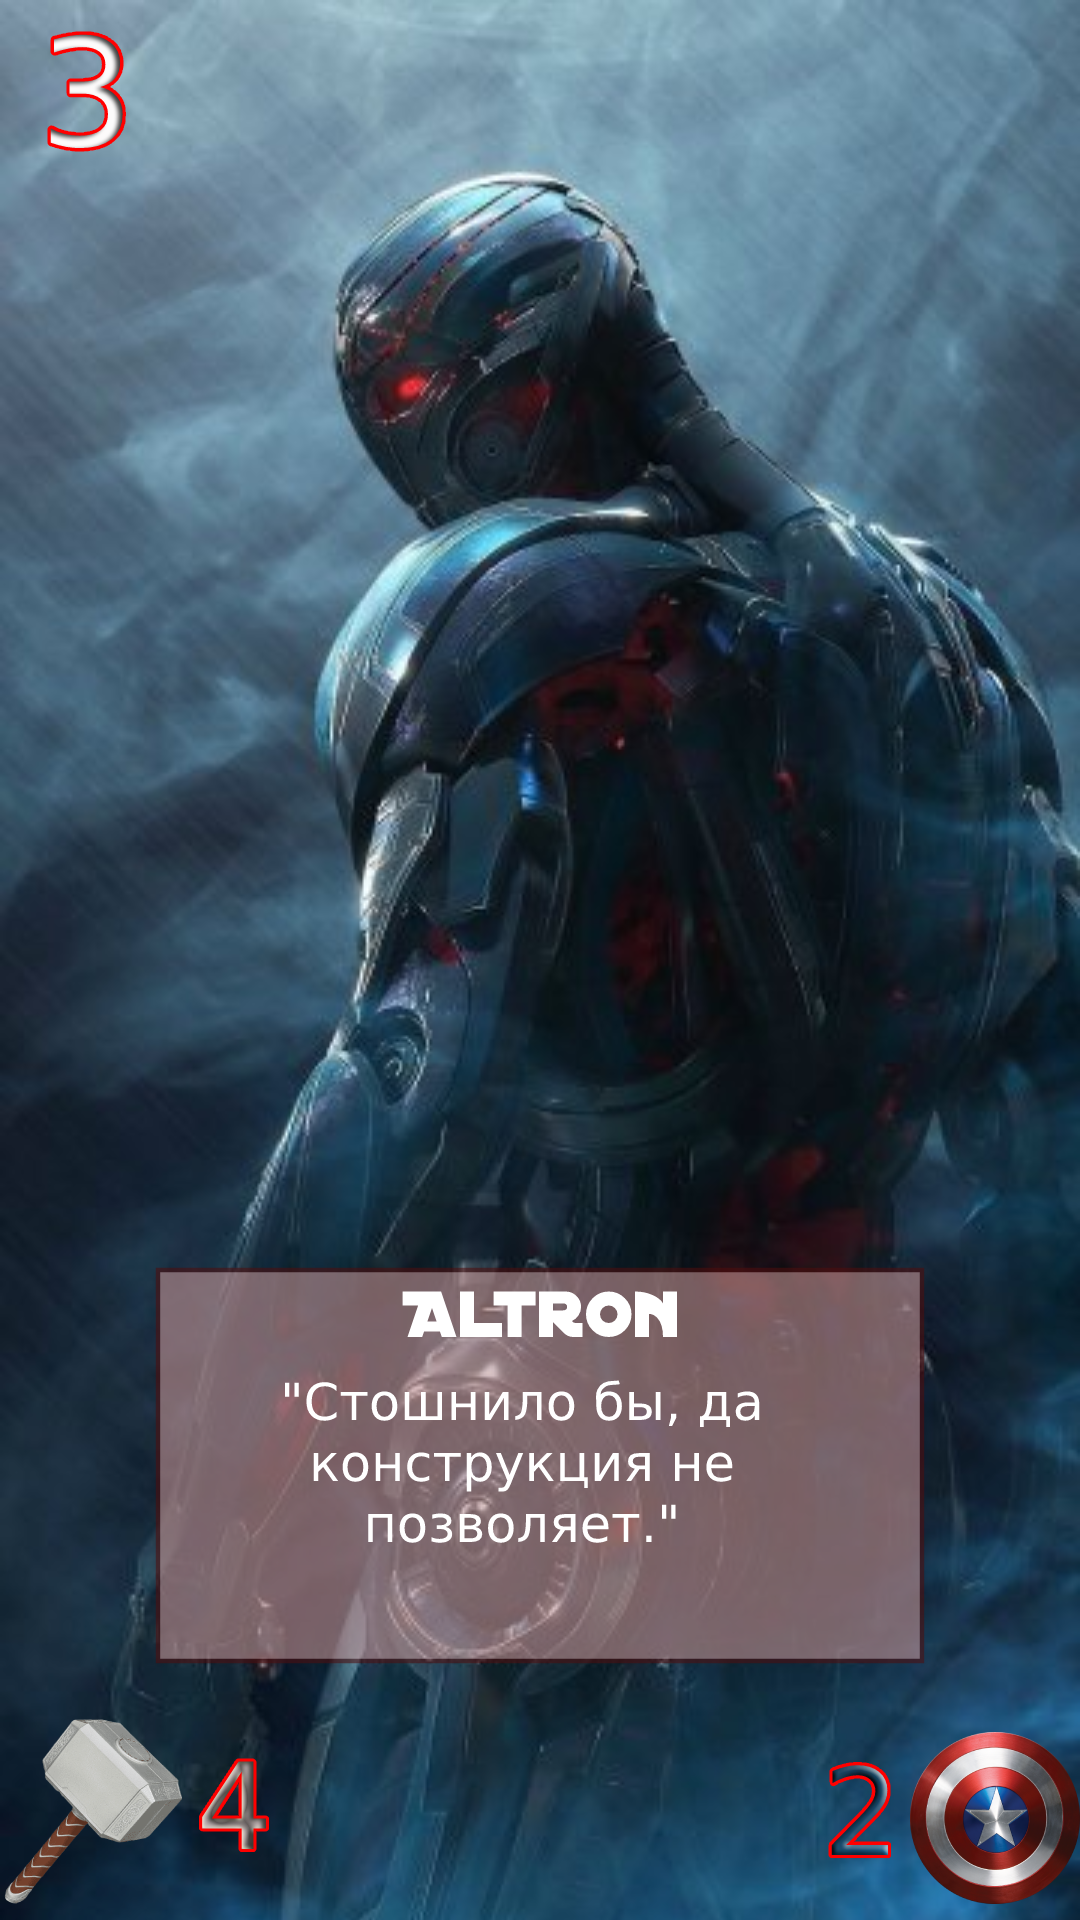 3
ALTRON
"Стошнило бы, да
конструкция не
позволяет."
4
2